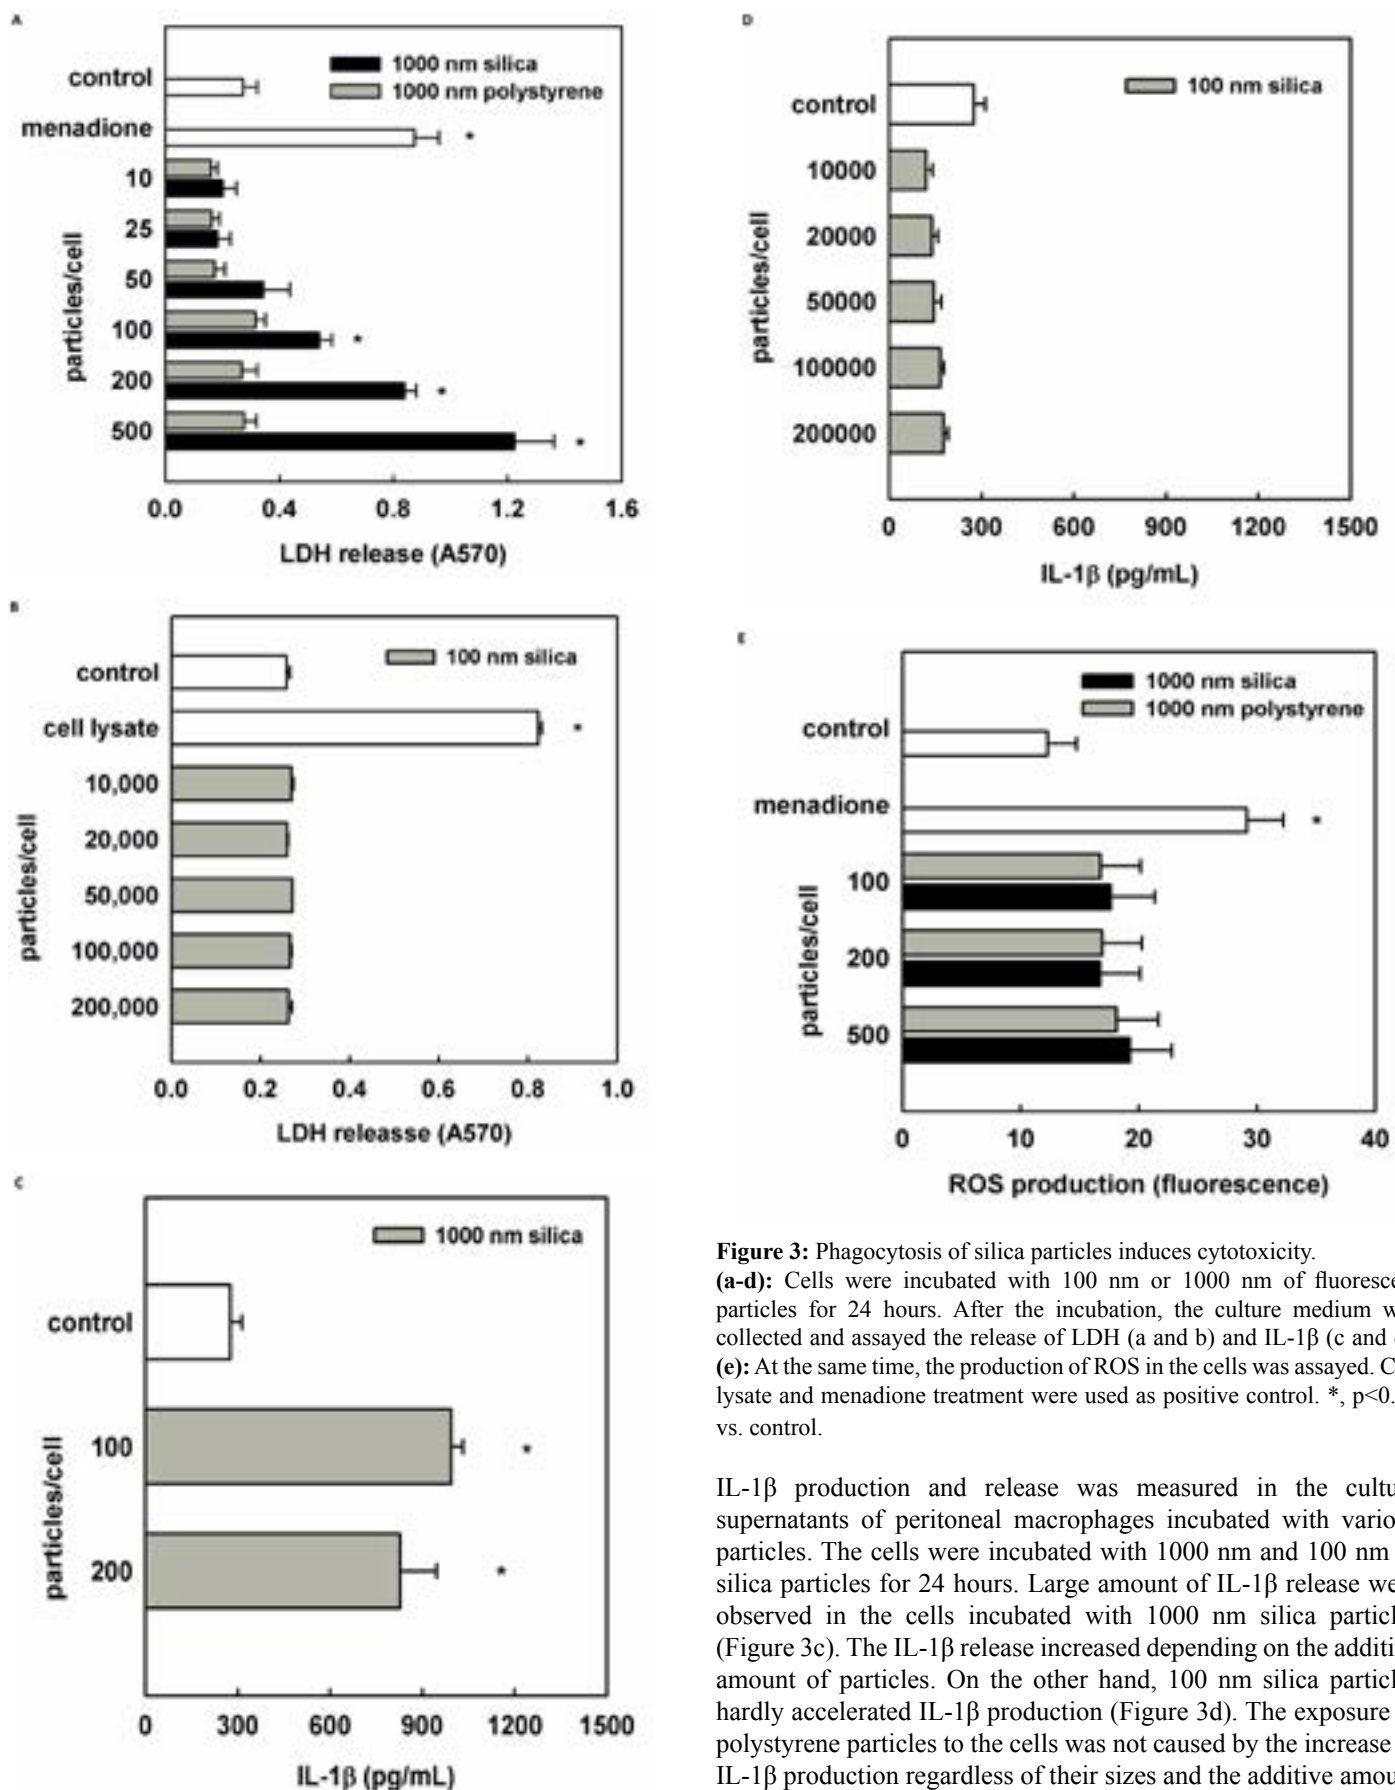 A
control
menadione
10
25
50
100
200
500
particles/cell
1000 nm silica
1000 nm polystyrene
*
*
*
*
0.0 0.4 0.8 1.2 1.6
LDH release (A570)
B
control
cell lysate
10,000
20,000
50,000
100,000
200,000
particles/cell
100 nm silica
*
0.0 0.2 0.4 0.6 0.8 1.0
LDH releasse (A570)
C
control
100
200
particles/cell
1000 nm silica
*
*
0 300 600 900 1200 1500
IL-1β (pg/mL)
D
control
10000
20000
50000
100000
200000
particles/cell
100 nm silica
0 300 600 900 1200 1500
IL-1β (pg/mL)
E
control
menadione
100
200
500
particles/cell
1000 nm silica
1000 nm polystyrene
*
0 10 20 30 40
ROS production (fluorescence)
Figure 3: Phagocytosis of silica particles induces cytotoxicity.
(a-d): Cells were incubated with 100 nm or 1000 nm of fluoresce
particles for 24 hours. After the incubation, the culture medium w
collected and assayed the release of LDH (a and b) and IL-1β (c and
(e): At the same time, the production of ROS in the cells was assayed. C
lysate and menadione treatment were used as positive control. *, p<0.
vs. control.
IL-1β production and release was measured in the cultu
supernatants of peritoneal macrophages incubated with vario
particles. The cells were incubated with 1000 nm and 100 nm
silica particles for 24 hours. Large amount of IL-1β release we
observed in the cells incubated with 1000 nm silica particl
(Figure 3c). The IL-1β release increased depending on the additi
amount of particles. On the other hand, 100 nm silica particl
hardly accelerated IL-1β production (Figure 3d). The exposure
polystyrene particles to the cells was not caused by the increase
IL-1β production regardless of their sizes and the additive amou